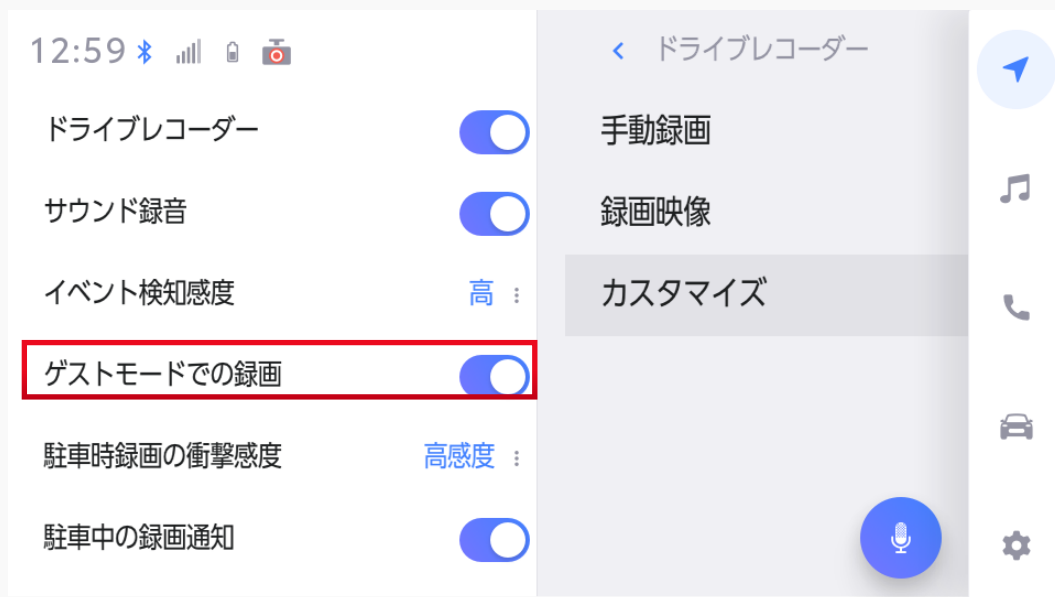 12:59
ドライブレコーダー
サウンド録音
イベント検知感度 高
ゲストモードでの録画
駐車時録画の衝撃感度 高感度
駐車中の録画通知
ドライブレコーダー
手動録画
録画映像
カスタマイズ